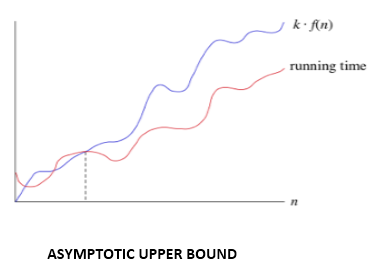 k · f(n)
running time
n
ASYMPTOTIC UPPER BOUND